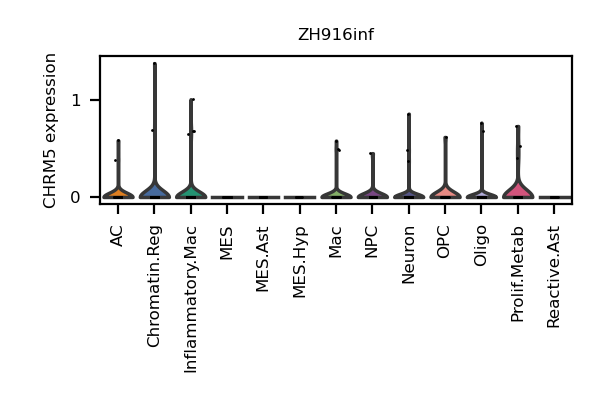 ZH916inf
CHRM5 expression
1
0
AC
Chromatin.Reg
Inflammatory.Mac
MES
MES.Ast
MES.Hyp
Mac
NPC
Neuron
OPC
Oligo
Prolif.Metab
Reactive.Ast